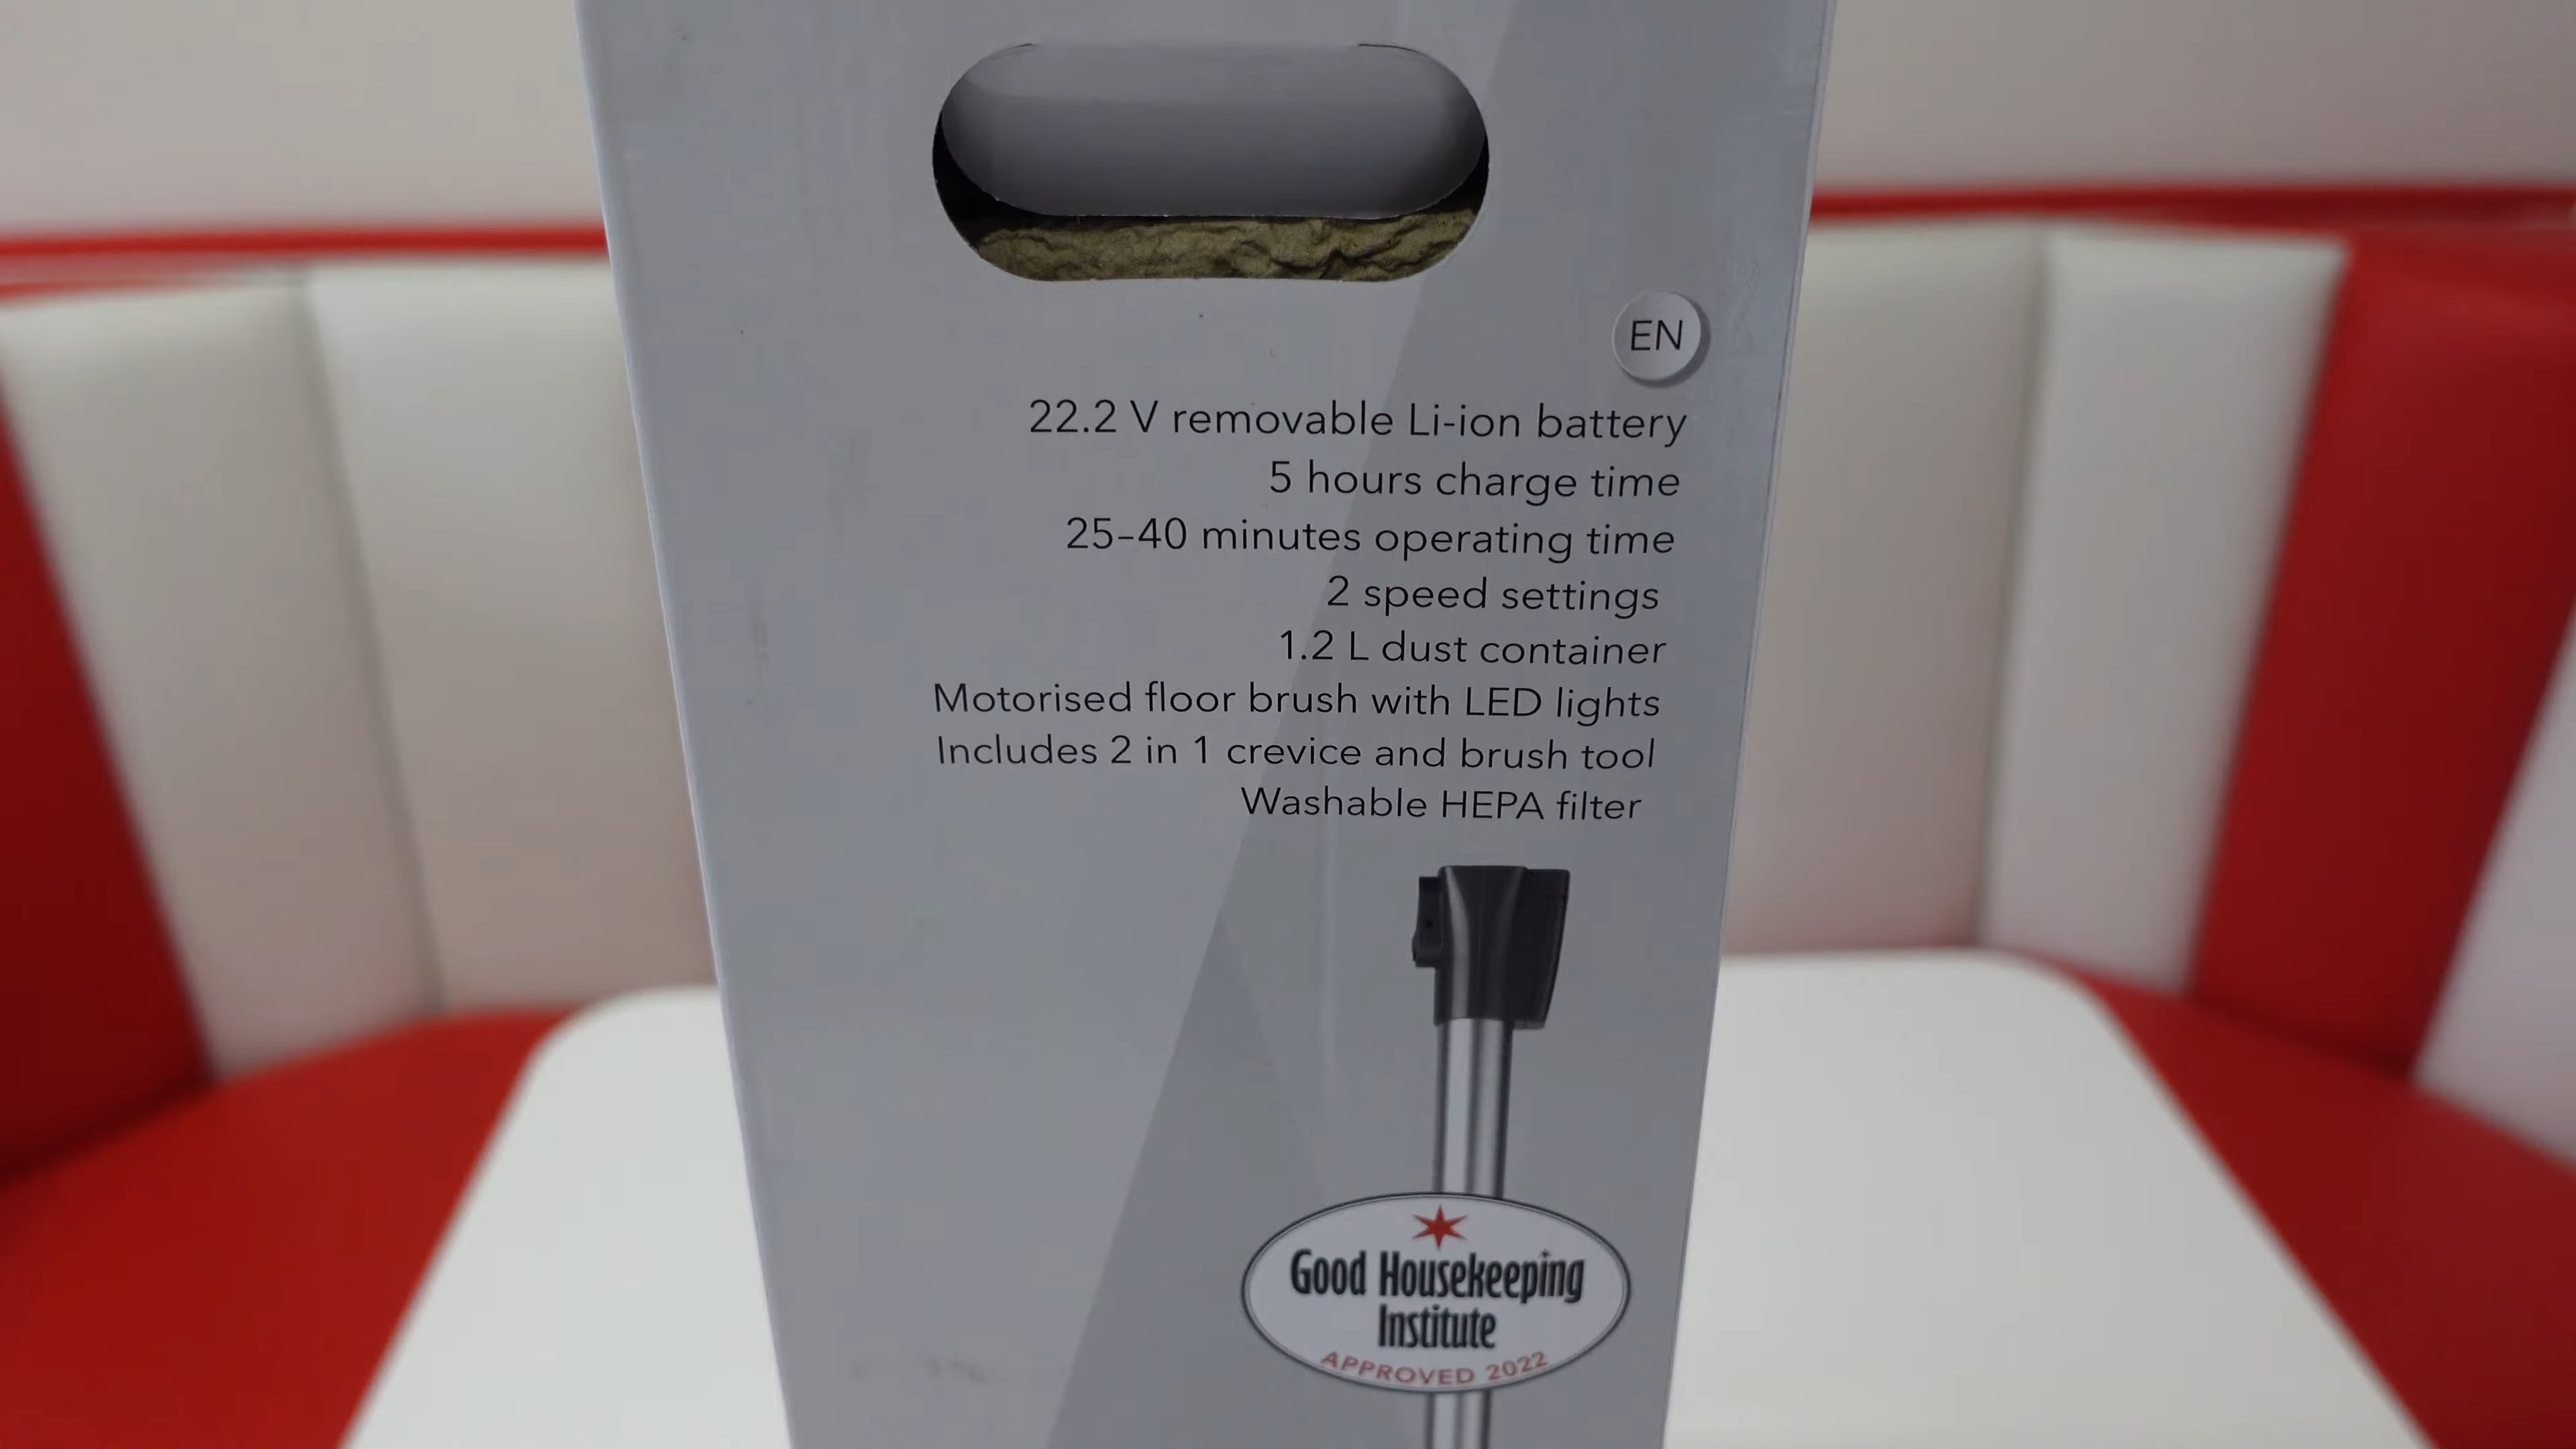 EN
22.2 V removable Li-ion battery
5 hours charge time
25–40 minutes operating time
2 speed settings
1.2 L dust container
Motorised floor brush with LED lights
Includes 2 in 1 crevice and brush tool
Washable HEPA filter
Good Housekeeping
Institute
APPROVED 2022